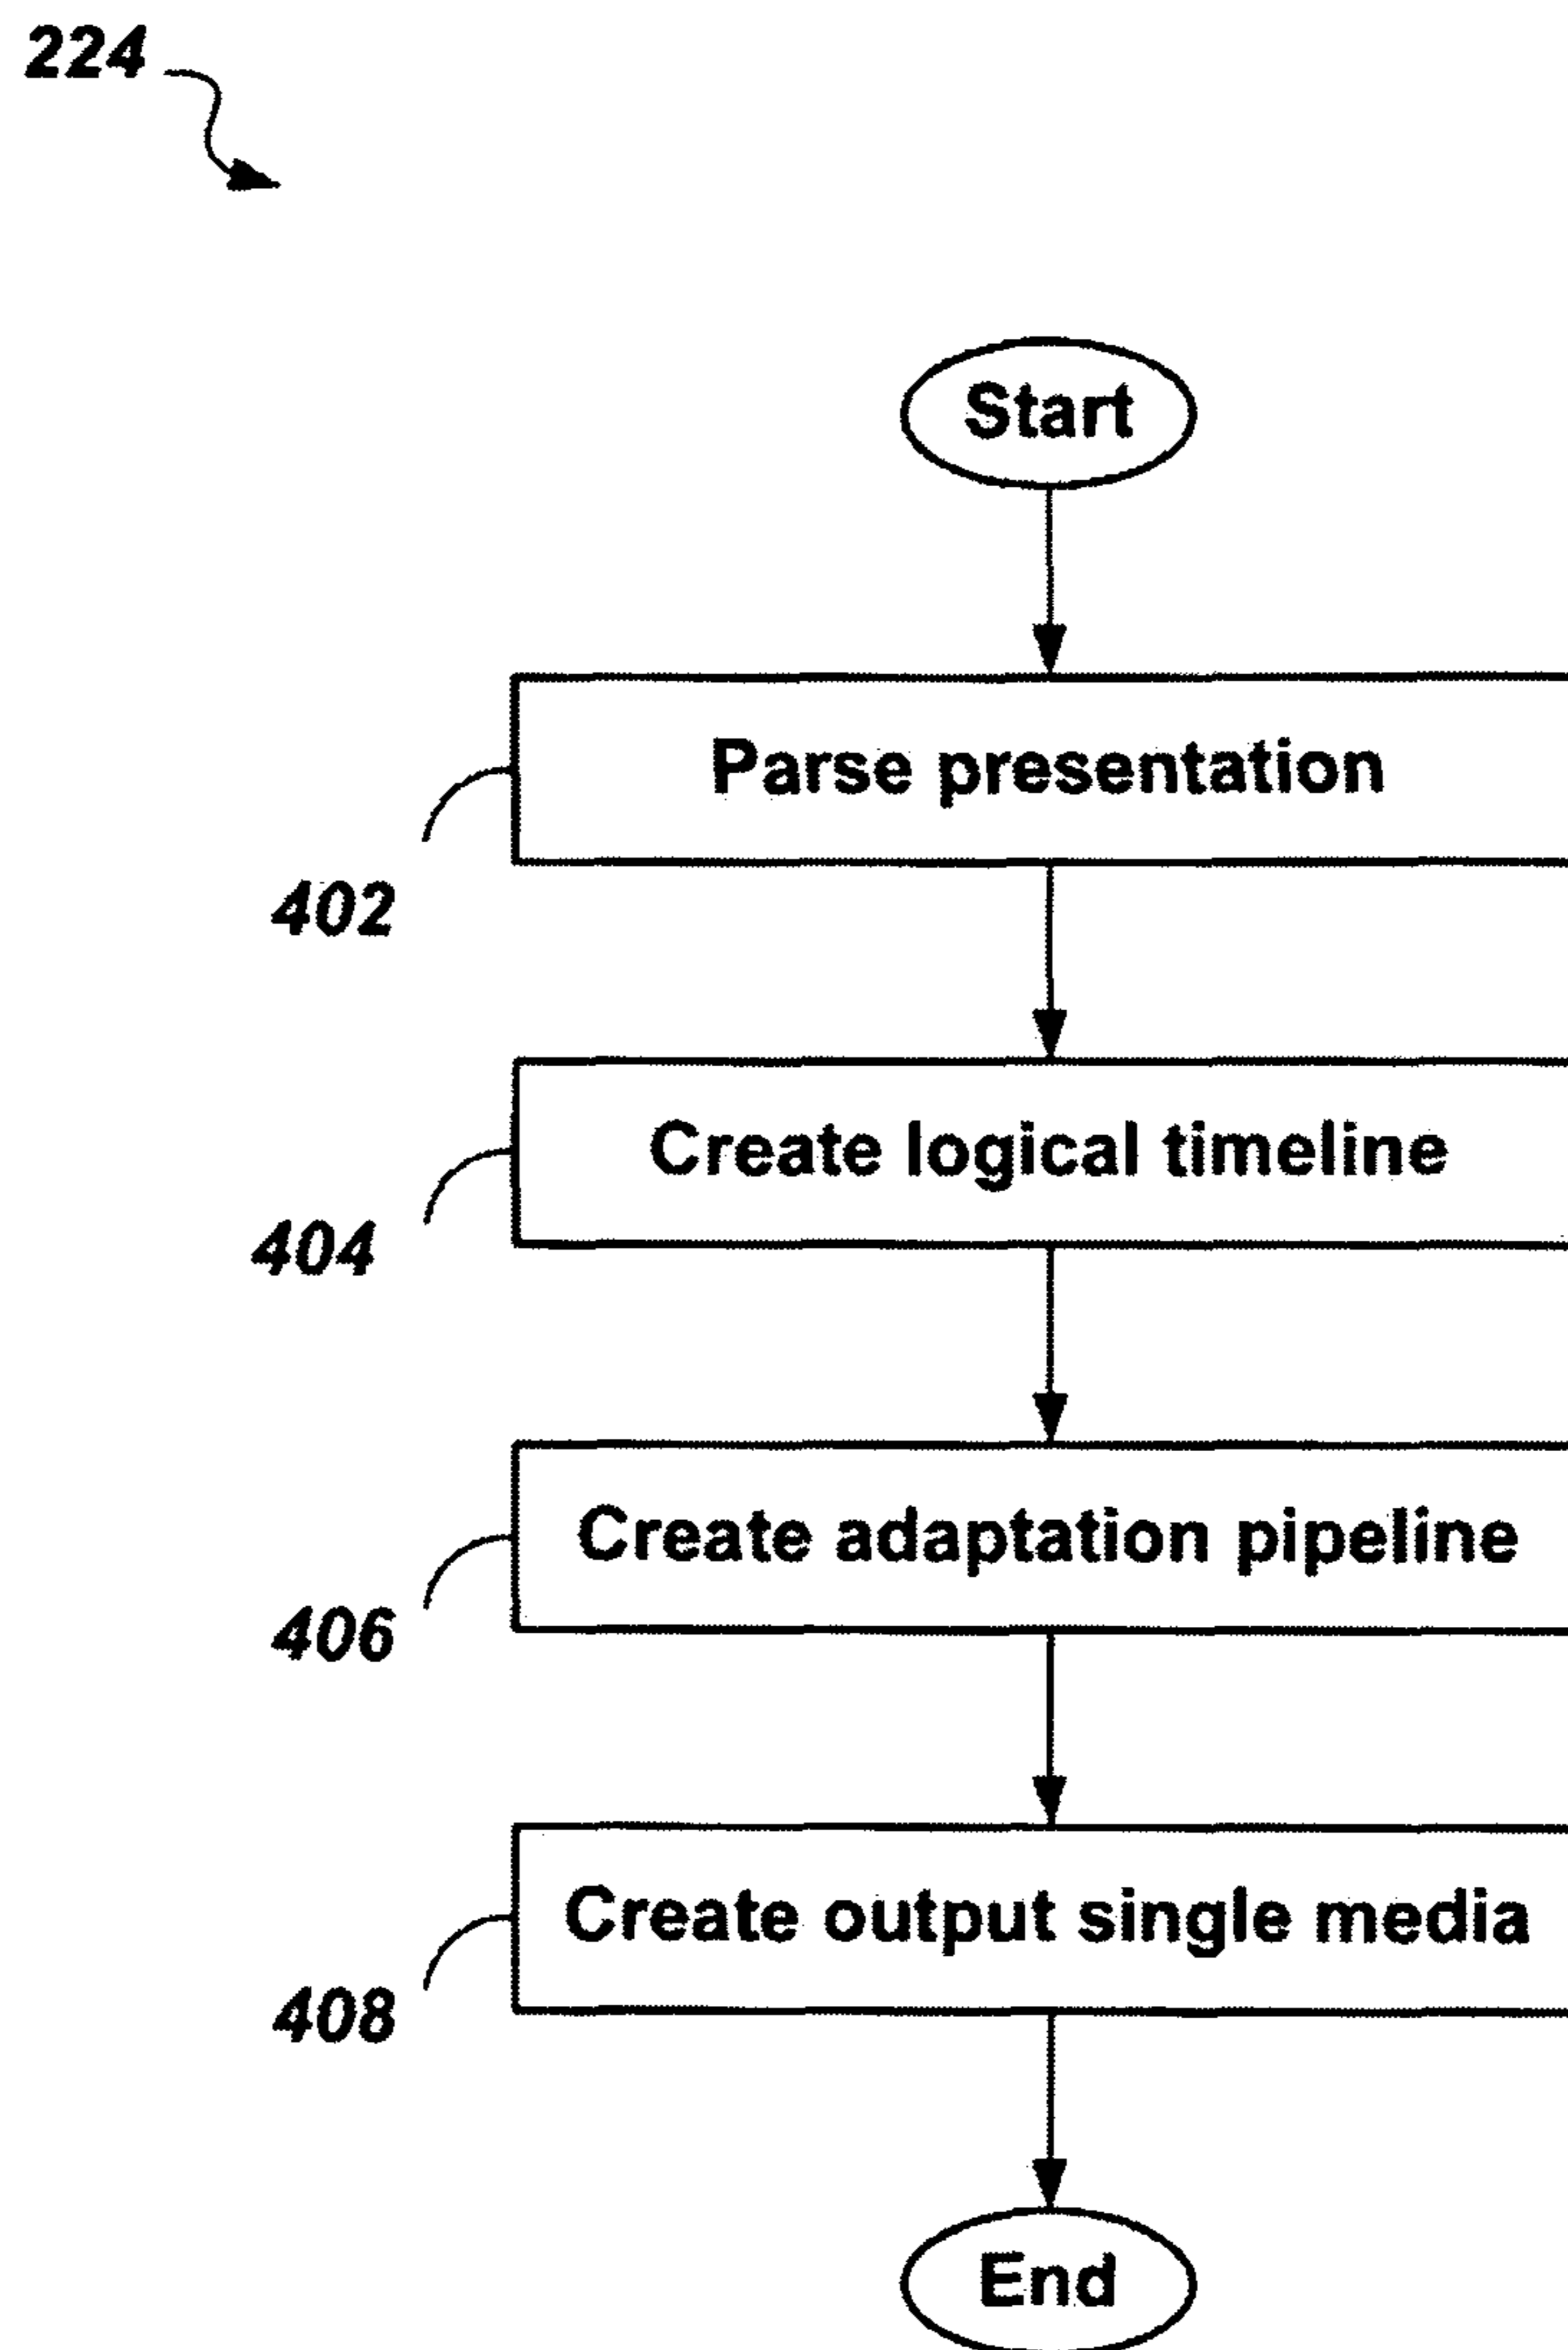 224
Start
Parse presentation
402
Create logical timeline
404
Create adaptation pipeline
406
Create output single media
408
End